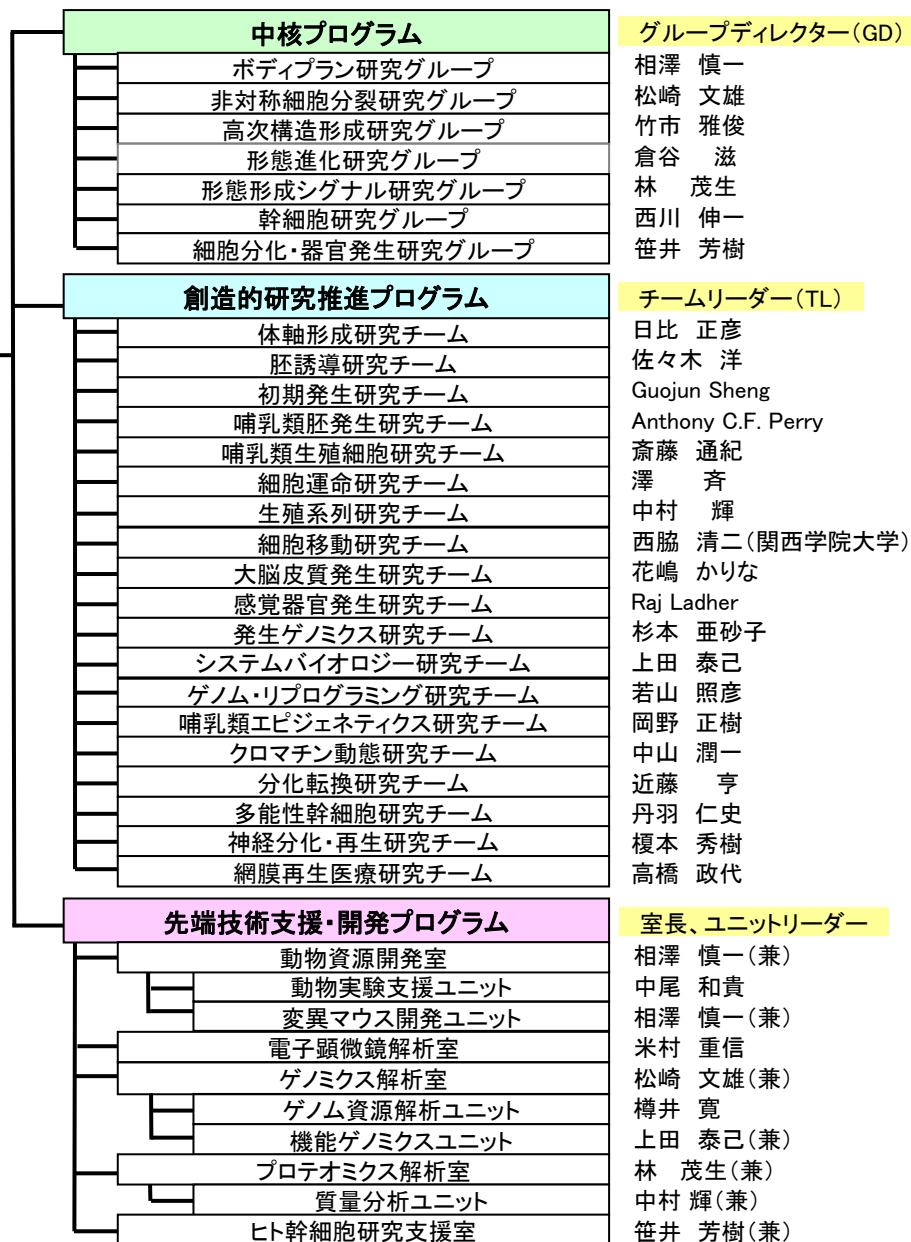 中核プログラム グループディレクター(GD)
ボディプラン研究グループ 相澤 慎一
非対称細胞分裂研究グループ 松崎 文雄
高次構造形成研究グループ 竹市 雅俊
形態進化研究グループ 倉谷 滋
形態形成シグナル研究グループ 林 茂生
幹細胞研究グループ 西川 伸一
細胞分化・器官発生研究グループ 笹井 芳樹
創造的研究推進プログラム チームリーダー(TL)
体軸形成研究チーム 日比 正彦
胚誘導研究チーム 佐々木 洋
初期発生研究チーム Guojun Sheng
哺乳類胚発生研究チーム Anthony C.F. Perry
哺乳類生殖細胞研究チーム 斎藤 通紀
細胞運命研究チーム 澤 斉
生殖系列研究チーム 中村 輝
細胞移動研究チーム 西脇 清二(関西学院大学)
大脳皮質発生研究チーム 花嶋 かりな
感覚器官発生研究チーム Raj Ladher
発生ゲノミクス研究チーム 杉本 亜砂子
システムバイオロジー研究チーム 上田 泰己
ゲノム・リプログラミング研究チーム 若山 照彦
哺乳類エピジェネティクス研究チーム 岡野 正樹
クロマチン動態研究チーム 中山 潤一
分化転換研究チーム 近藤 亨
多能性幹細胞研究チーム 丹羽 仁史
神経分化・再生研究チーム 榎本 秀樹
網膜再生医療研究チーム 高橋 政代
先端技術支援・開発プログラム 室長、ユニットリーダー
動物資源開発室 相澤 慎一(兼)
動物実験支援ユニット 中尾 和貴
変異マウス開発ユニット 相澤 慎一(兼)
電子顕微鏡解析室 米村 重信
ゲノミクス解析室 松崎 文雄(兼)
ゲノム資源解析ユニット 樽井 寛
機能ゲノミクスユニット 上田 泰己(兼)
プロテオミクス解析室 林 茂生(兼)
質量分析ユニット 中村 輝(兼)
ヒト幹細胞研究支援室 笹井 芳樹(兼)